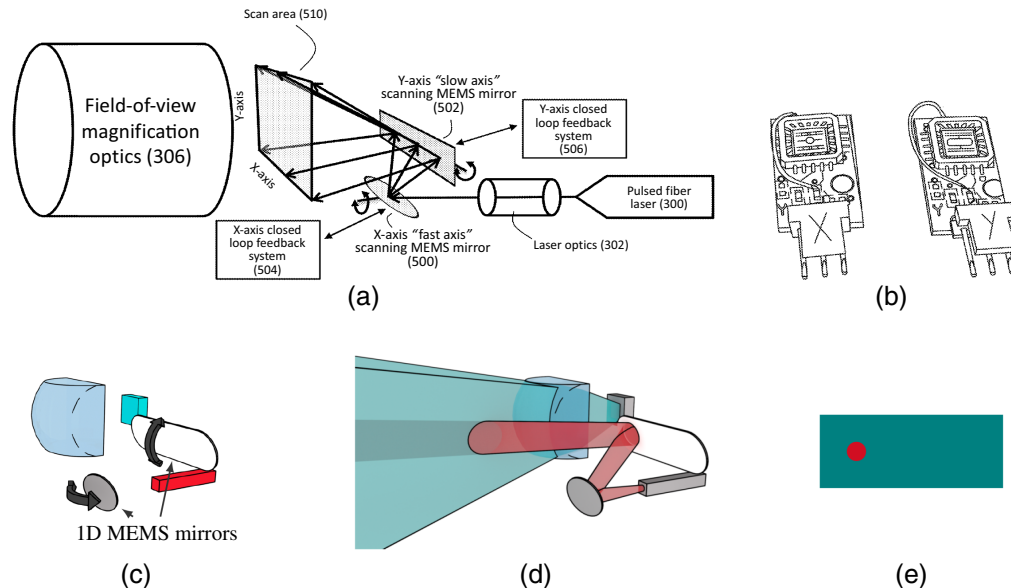 Scan area (510)
Y-axis "slow axis"
scanning MEMS mirror
(502)
Field-of-view
magnification
optics (306)
Y-axis
X-axis
Y-axis closed
loop feedback
system
(506)
Pulsed fiber
laser (300)
X-axis closed
loop feedback
system
(504)
X-axis “fast axis”
scanning MEMS mirror
(500)
Laser optics (302)
(a)
X
Y
Y
Y
(b)
1D MEMS mirrors
(c)
(d)
(e)